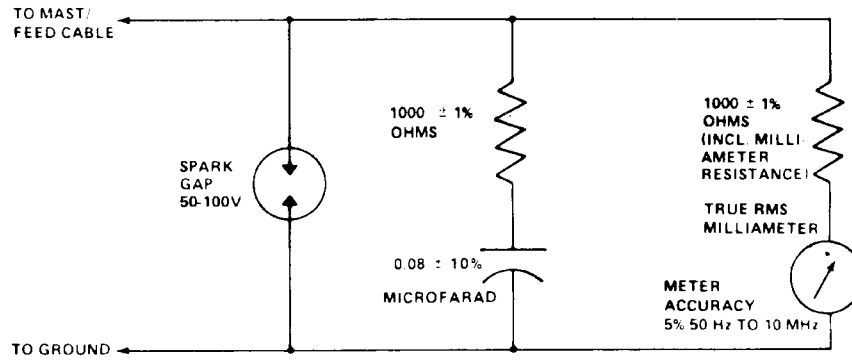 TO MAST/
FEED CABLE
1000 ± 1%
OHMS
1000 ± 1%
OHMS
(INCL. MILLI-
AMETER
RESISTANCE)
SPARK
GAP
50-100V
TRUE RMS
MILLIAMETER
0.08 ± 10%
MICROFARAD
METER
ACCURACY
5% 50 Hz TO 10 MHz
TO GROUND